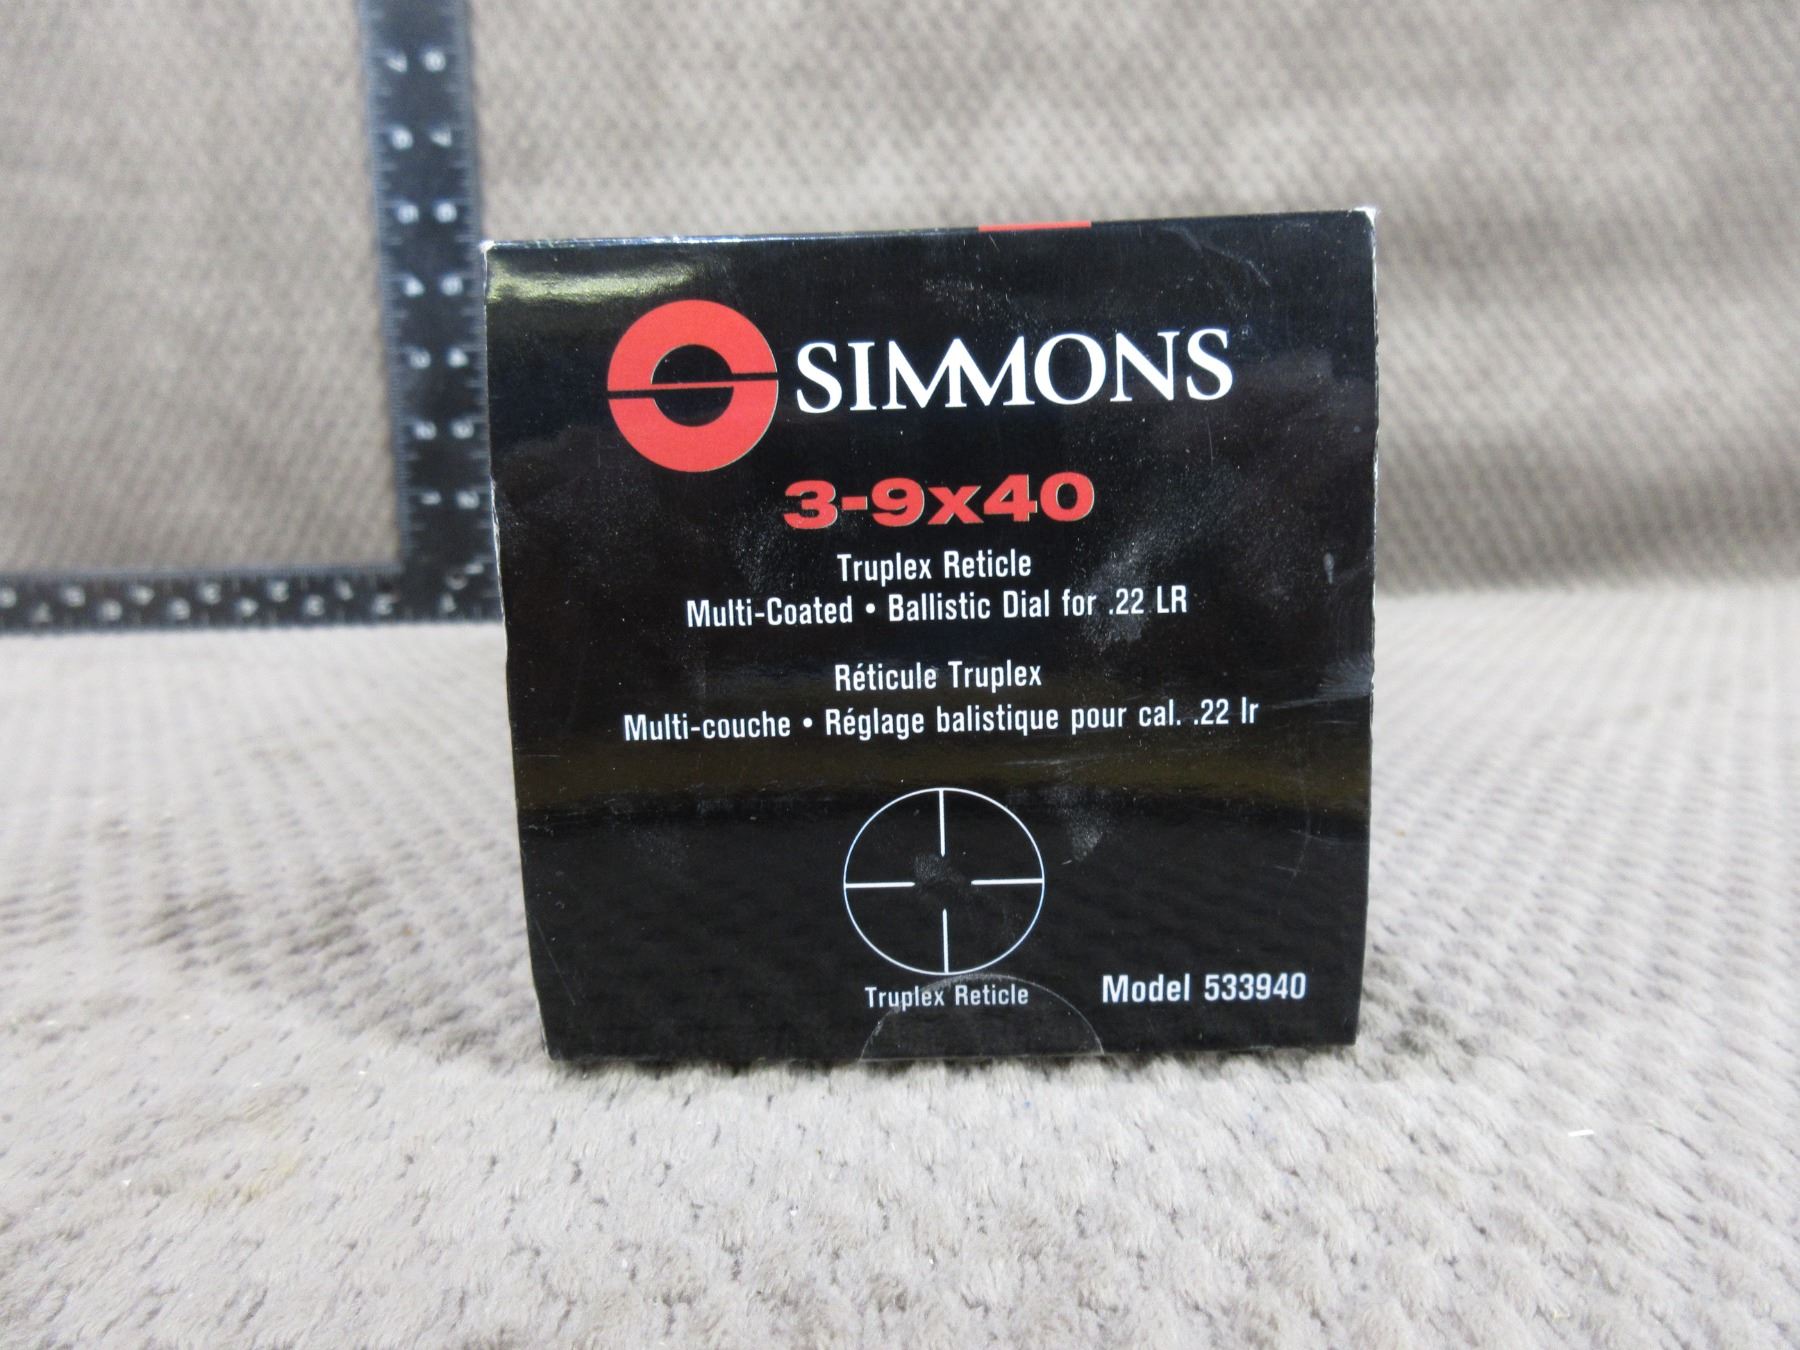 SIMMONS
3-9x40
Truplex Reticle
Multi-Coated • Ballistic Dial for .22 LR
Réticule Truplex
Multi-couche • Réglage balistique pour cal. .22 lr
Truplex Reticle
Model 533940